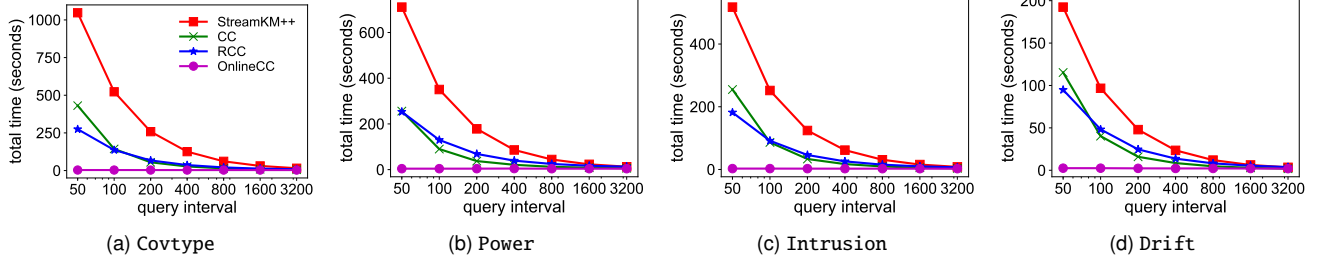 total time (seconds)
1000
750
500
250
0
50
100
200
400
800
1600
3200
query interval
StreamKM++
CC
RCC
OnlineCC
(a) Covtype
total time (seconds)
600
400
200
0
50
100
200
400
800
1600
3200
query interval
(b) Power
total time (seconds)
400
200
0
50
100
200
400
800
1600
3200
query interval
(c) Intrusion
total time (seconds)
200
150
100
50
0
50
100
200
400
800
1600
3200
query interval
(d) Drift